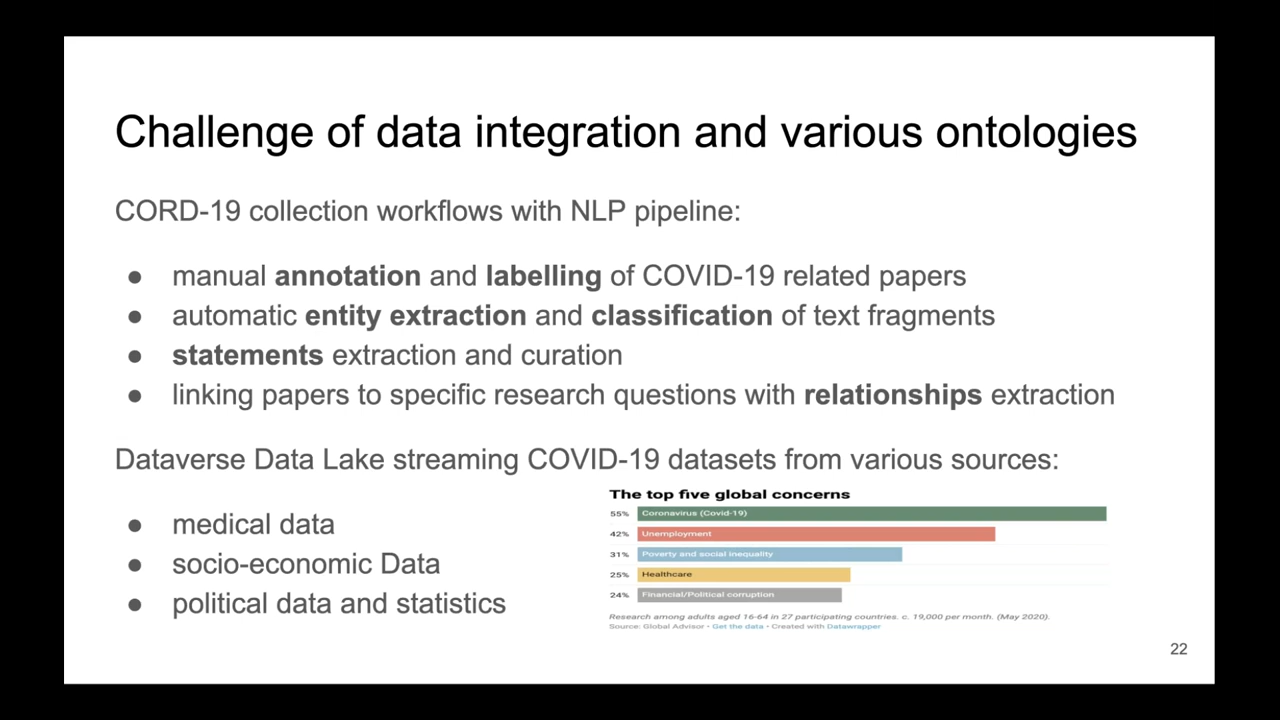 Challenge of data integration and various ontologies
CORD-19 collection workflows with NLP pipeline:
● manual annotation and labelling of COVID-19 related papers
● automatic entity extraction and classification of text fragments
● statements extraction and curation
● linking papers to specific research questions with relationships extraction
Dataverse Data Lake streaming COVID-19 datasets from various sources:
● medical data
● socio-economic Data
● political data and statistics
The top five global concerns
55% Coronavirus (Covid-19)
42% Unemployment
31% Poverty and social inequality
25% Healthcare
24% Financial/Political corruption
Research among adults aged 16-64 in 27 participating countries. c. 19,000 per month. (May 2020).
Source: Global Advisor • Get the data • Created with Datawrapper
22